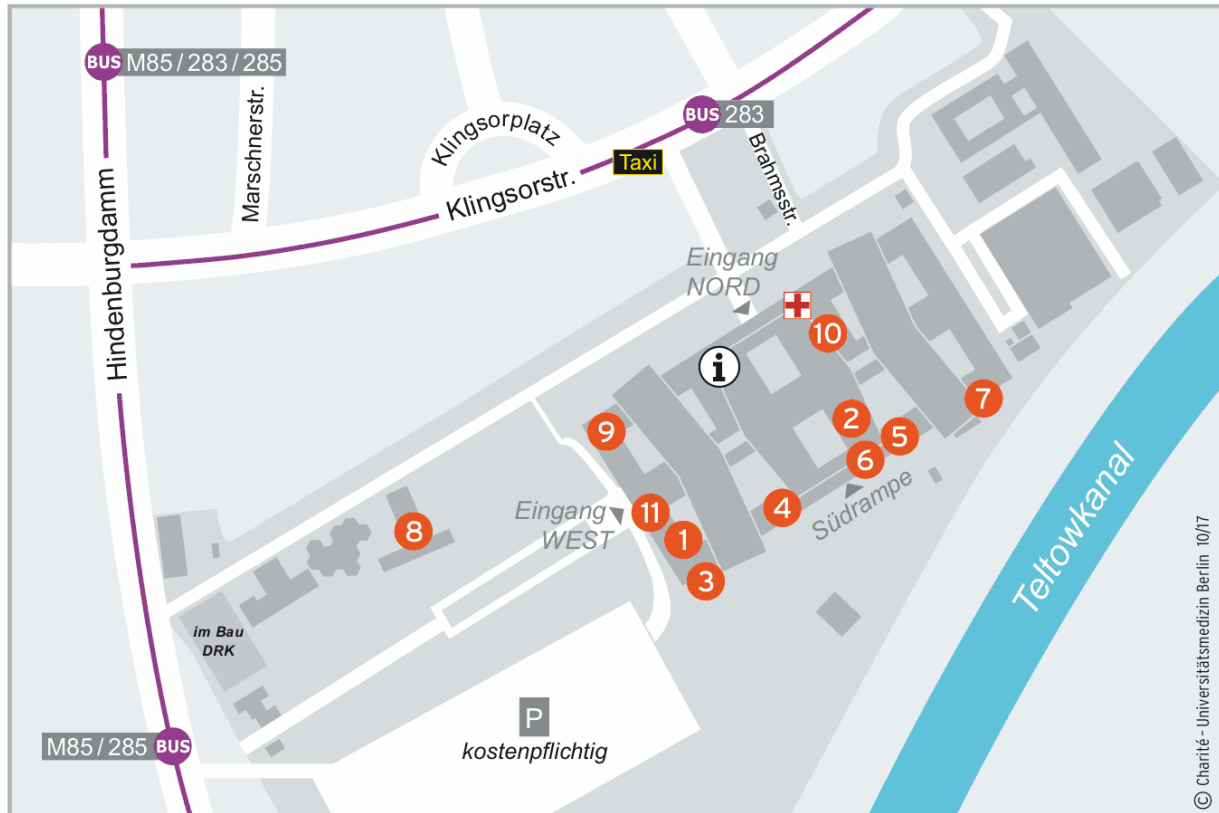 BUS M85 / 283 / 285
Marschnerstr.
Klingsorplatz
BUS 283
Taxi
Brahmsstr.
Klingsorstr.
Hindenburgdamm
Eingang
NORD
10
i
7
2
9
5
6
4
Südrampe
Eingang
WEST
11
8
1
3
Teltowkanal
im Bau
DRK
P
kostenpflichtig
M85 / 285 BUS
© Charité - Universitätsmedizin Berlin 10/17